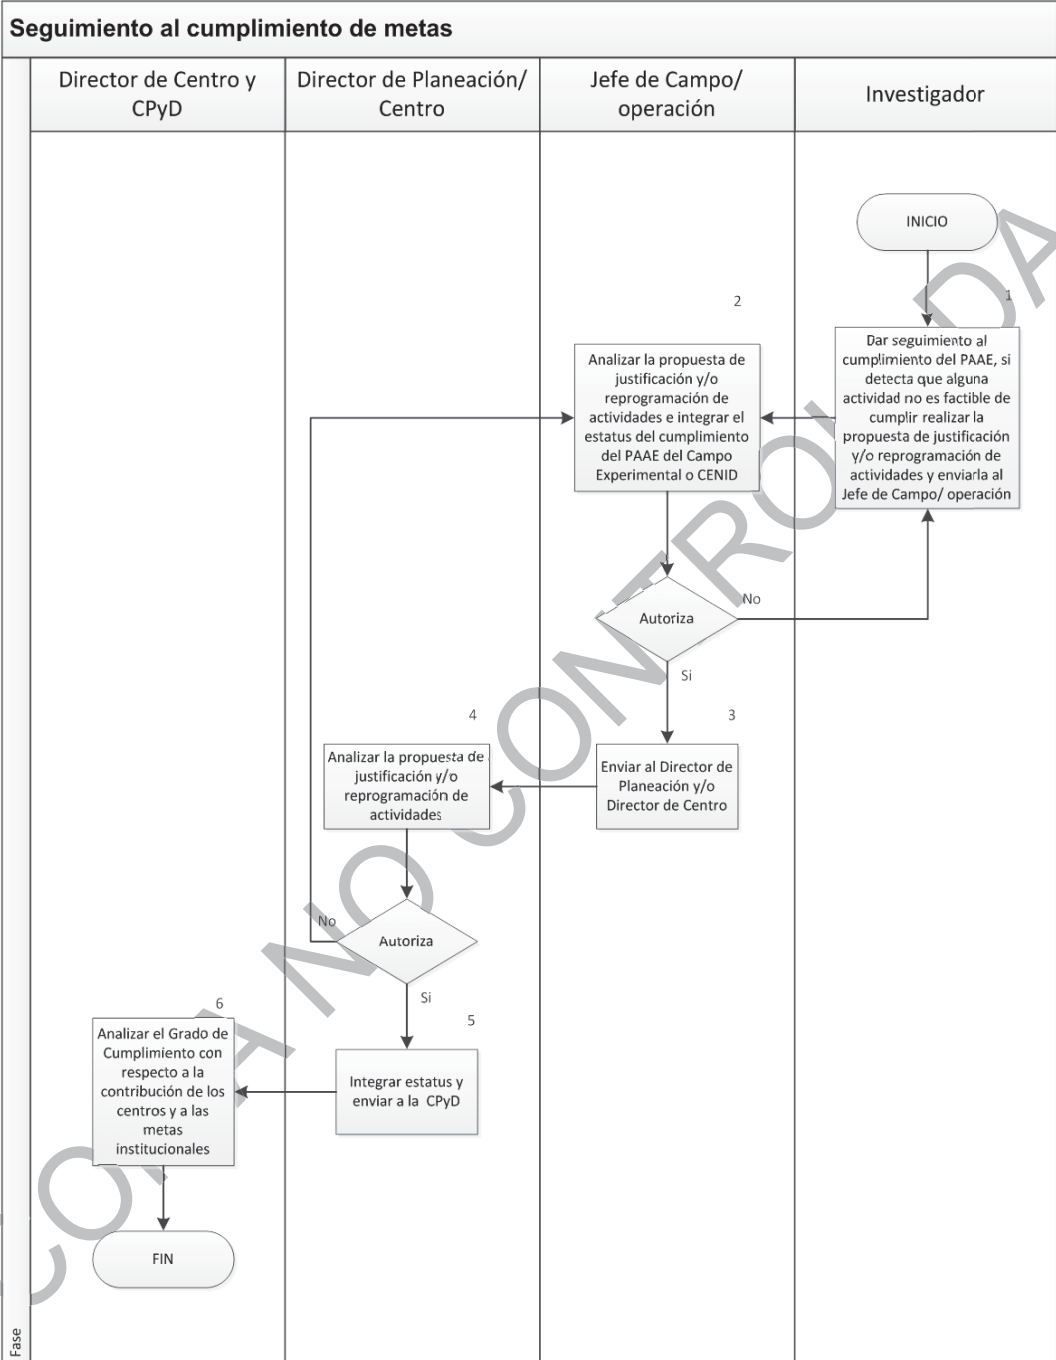 Seguimiento al cumplimiento de metas
Director de Centro y
CPyD
Director de Planeación/
Centro
Jefe de Campo/
operación
Investigador
INICIO
1
Dar seguimiento al
cumplimiento del PAAE, si
detecta que alguna
actividad no es factible de
cumplir realizar la
propuesta de justificación
y/o reprogramación de
actividades y enviarla al
Jefe de Campo/ operación
2
Analizar la propuesta de
justificación y/o
reprogramación de
actividades e integrar el
estatus del cumplimiento
del PAAE del Campo
Experimental o CENID
Autoriza
No
Si
3
Enviar al Director de
Planeación y/o
Director de Centro
4
Analizar la propuesta de
justificación y/o
reprogramación de
actividades
Autoriza
No
Si
5
Integrar estatus y
enviar a la CPyD
6
Analizar el Grado de
Cumplimiento con
respecto a la
contribución de los
centros y a las
metas
institucionales
FIN
Fase
NO